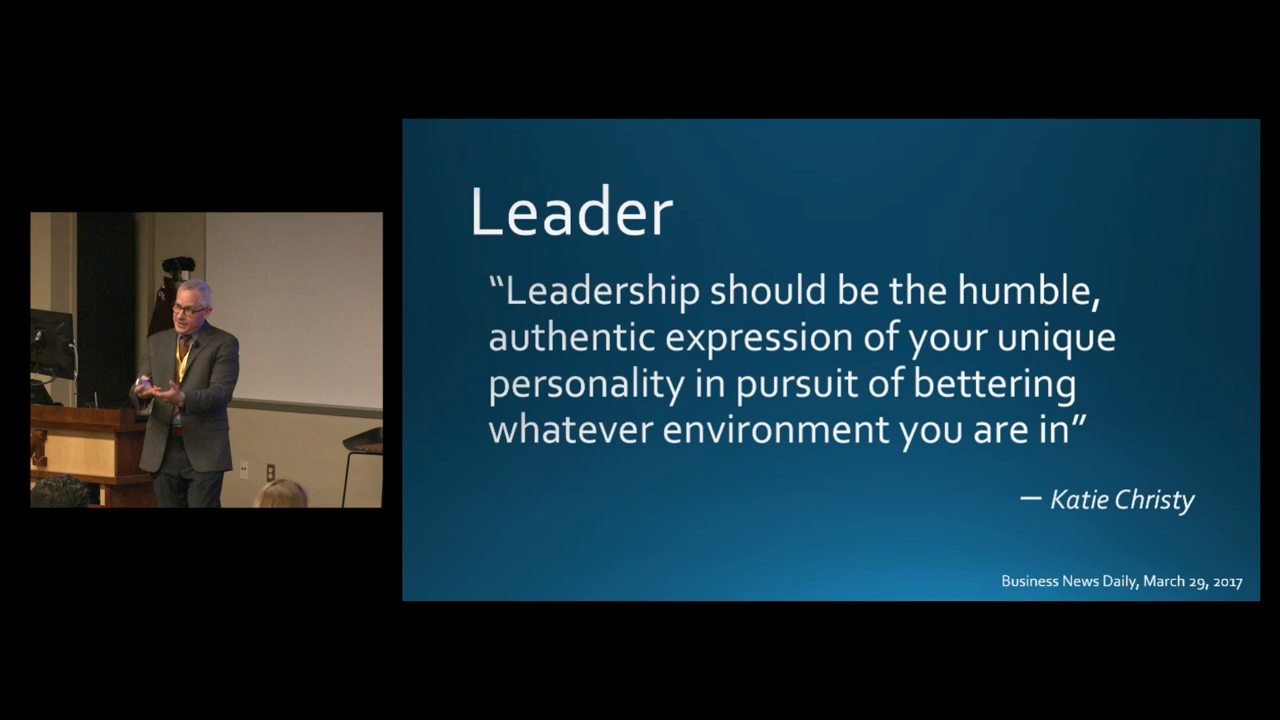 Leader
“Leadership should be the humble,
authentic expression of your unique
personality in pursuit of bettering
whatever environment you are in”
— Katie Christy
Business News Daily, March 29, 2017